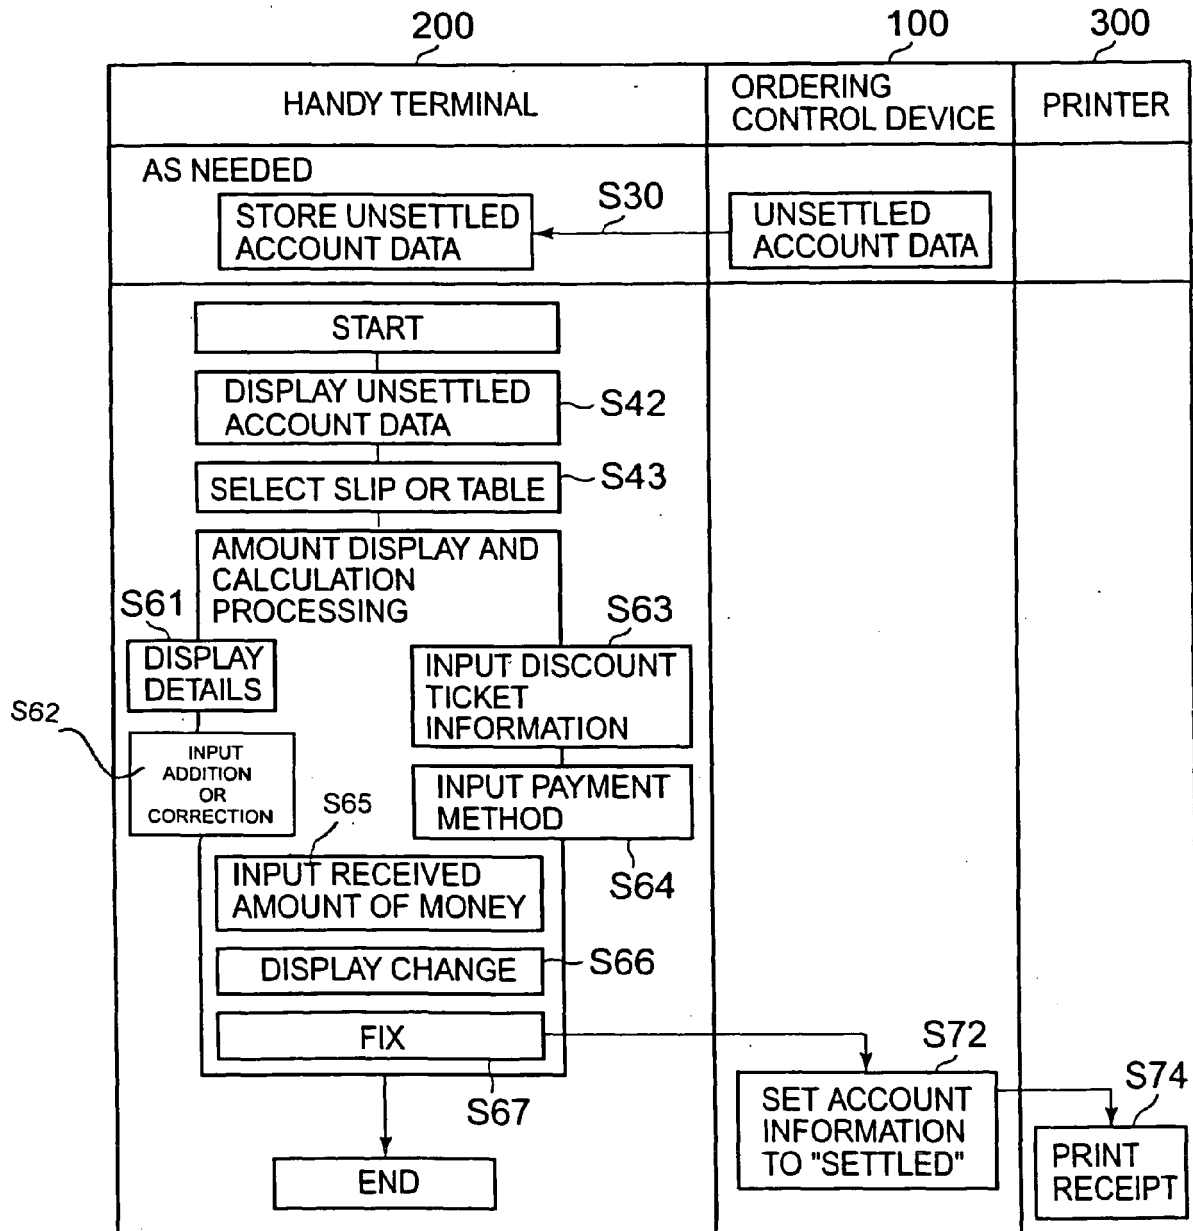 200
100
300
HANDY TERMINAL
ORDERING
CONTROL DEVICE
PRINTER
AS NEEDED
STORE UNSETTLED
ACCOUNT DATA
S30
UNSETTLED
ACCOUNT DATA
START
DISPLAY UNSETTLED
ACCOUNT DATA
S42
SELECT SLIP OR TABLE
S43
AMOUNT DISPLAY AND
CALCULATION
PROCESSING
S61
S63
DISPLAY
DETAILS
INPUT DISCOUNT
TICKET
INFORMATION
S62
INPUT
ADDITION
OR
CORRECTION
INPUT PAYMENT
METHOD
S65
S64
INPUT RECEIVED
AMOUNT OF MONEY
DISPLAY CHANGE
S66
FIX
S67
S72
SET ACCOUNT
INFORMATION
TO "SETTLED"
S74
PRINT
RECEIPT
END